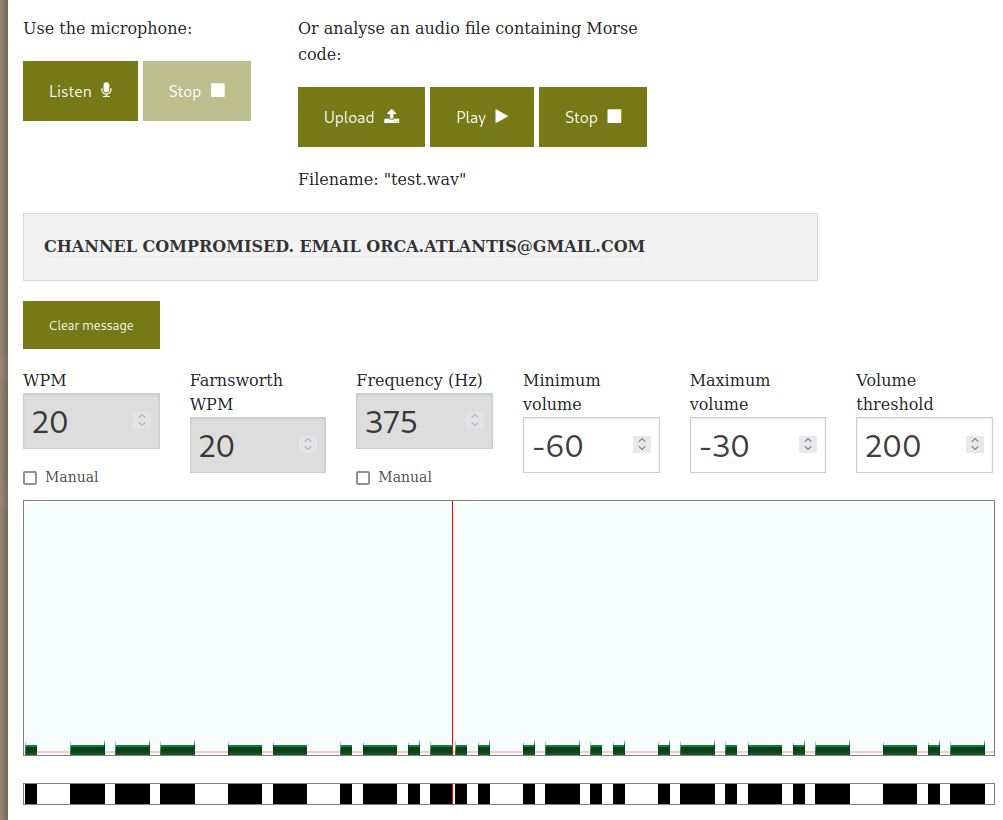 Use the microphone:
Or analyse an audio file containing Morse
code:
Listen
Stop
Upload
Play
Stop
Filename: "test.wav"
CHANNEL COMPROMISED. EMAIL ORCA.ATLANTIS@GMAIL.COM
Clear message
WPM
20
Manual
Farnsworth
WPM
20
Frequency (Hz)
375
Manual
Minimum
volume
-60
Maximum
volume
-30
Volume
threshold
200